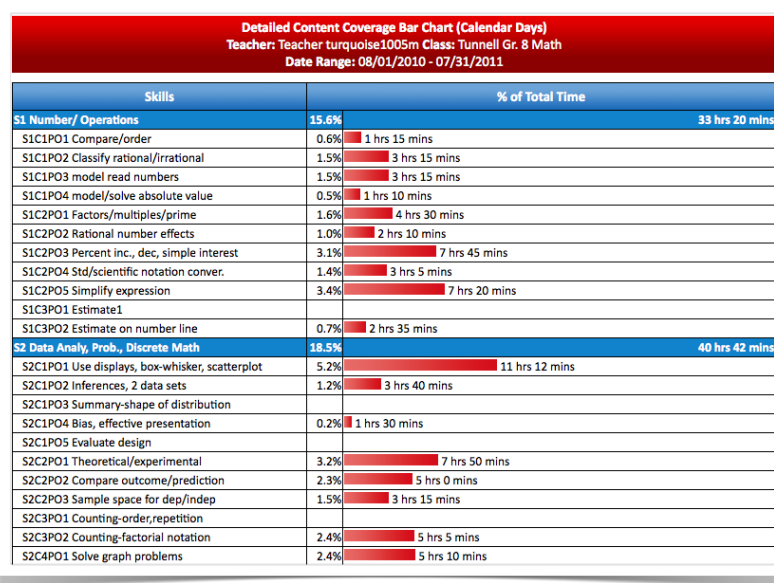 Detailed Content Coverage Bar Chart (Calendar Days)
Teacher: Teacher turquoise1005m Class: Tunnell Gr. 8 Math
Date Range: 08/01/2010 - 07/31/2011
Skills % of Total Time
S1 Number/ Operations 15.6% 33 hrs 20 mins
S1C1PO1 Compare/order 0.6% 1 hrs 15 mins
S1C1PO2 Classify rational/irrational 1.5% 3 hrs 15 mins
S1C1PO3 model read numbers 1.5% 3 hrs 15 mins
S1C1PO4 model/solve absolute value 0.5% 1 hrs 10 mins
S1C2PO1 Factors/multiples/prime 1.6% 4 hrs 30 mins
S1C2PO2 Rational number effects 1.0% 2 hrs 10 mins
S1C2PO3 Percent inc., dec, simple interest 3.1% 7 hrs 45 mins
S1C2PO4 Std/scientific notation conver. 1.4% 3 hrs 5 mins
S1C2PO5 Simplify expression 3.4% 7 hrs 20 mins
S1C3PO1 Estimate1
S1C3PO2 Estimate on number line 0.7% 2 hrs 35 mins
S2 Data Analy, Prob., Discrete Math 18.5% 40 hrs 42 mins
S2C1PO1 Use displays, box-whisker, scatterplot 5.2% 11 hrs 12 mins
S2C1PO2 Inferences, 2 data sets 1.2% 3 hrs 40 mins
S2C1PO3 Summary-shape of distribution
S2C1PO4 Bias, effective presentation 0.2% 1 hrs 30 mins
S2C1PO5 Evaluate design
S2C2PO1 Theoretical/experimental 3.2% 7 hrs 50 mins
S2C2PO2 Compare outcome/prediction 2.3% 5 hrs 0 mins
S2C2PO3 Sample space for dep/indep 1.5% 3 hrs 15 mins
S2C3PO1 Counting-order,repetition
S2C3PO2 Counting-factorial notation 2.4% 5 hrs 5 mins
S2C4PO1 Solve graph problems 2.4% 5 hrs 10 mins